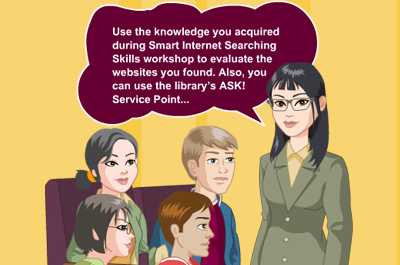 Use the knowledge you acquired
during Smart Internet Searching
Skills workshop to evaluate the
websites you found. Also, you
can use the library's ASK!
Service Point...